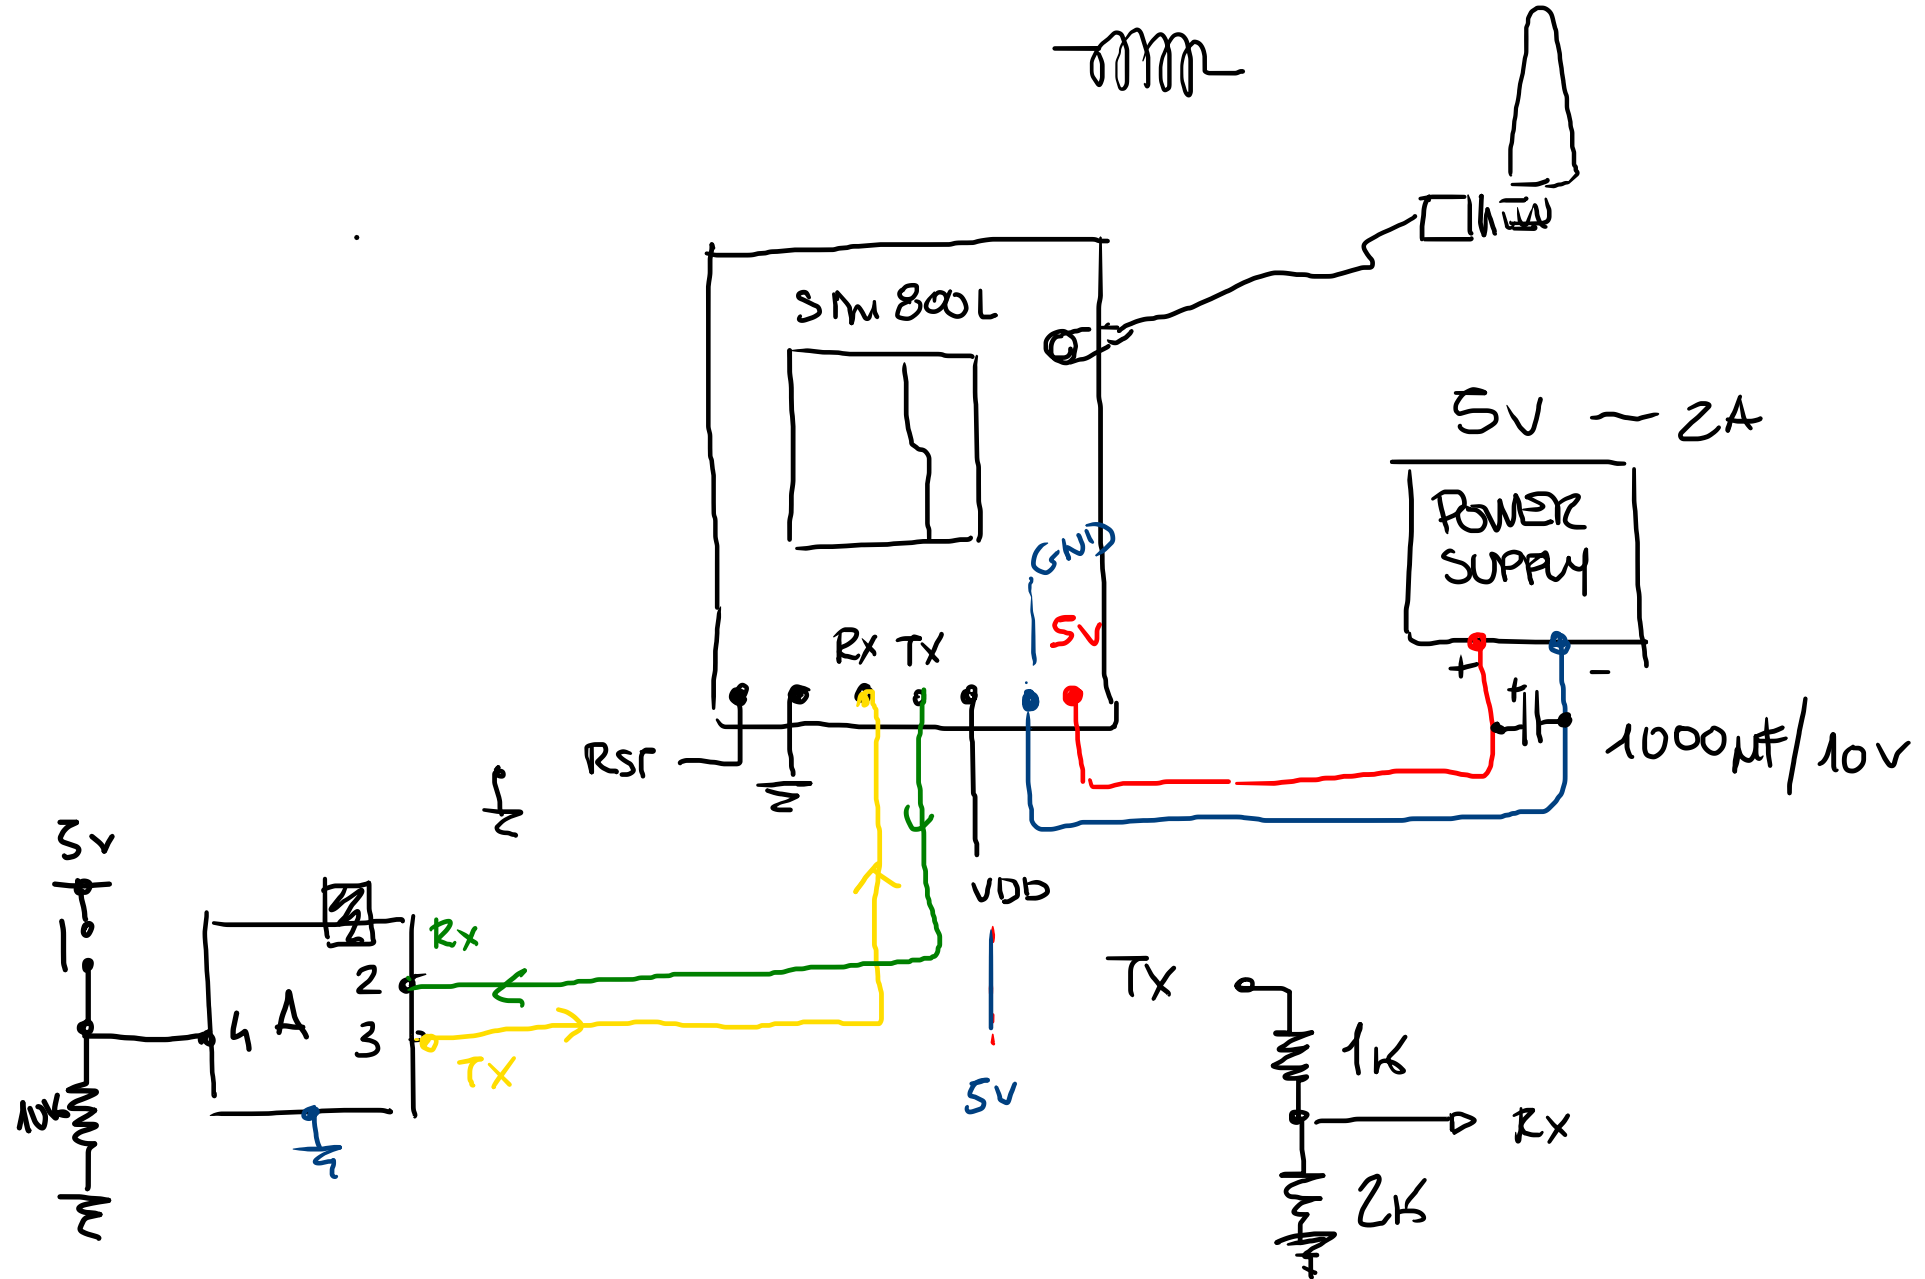 SIM 800L
5V — 2A
POWER
SUPPLY
GND
5V
RX TX
+ -
+
1000µF/10V
RST
5V
VDD
RX
2
4 A
3
TX
10K
5V
TX
1K
RX
2K